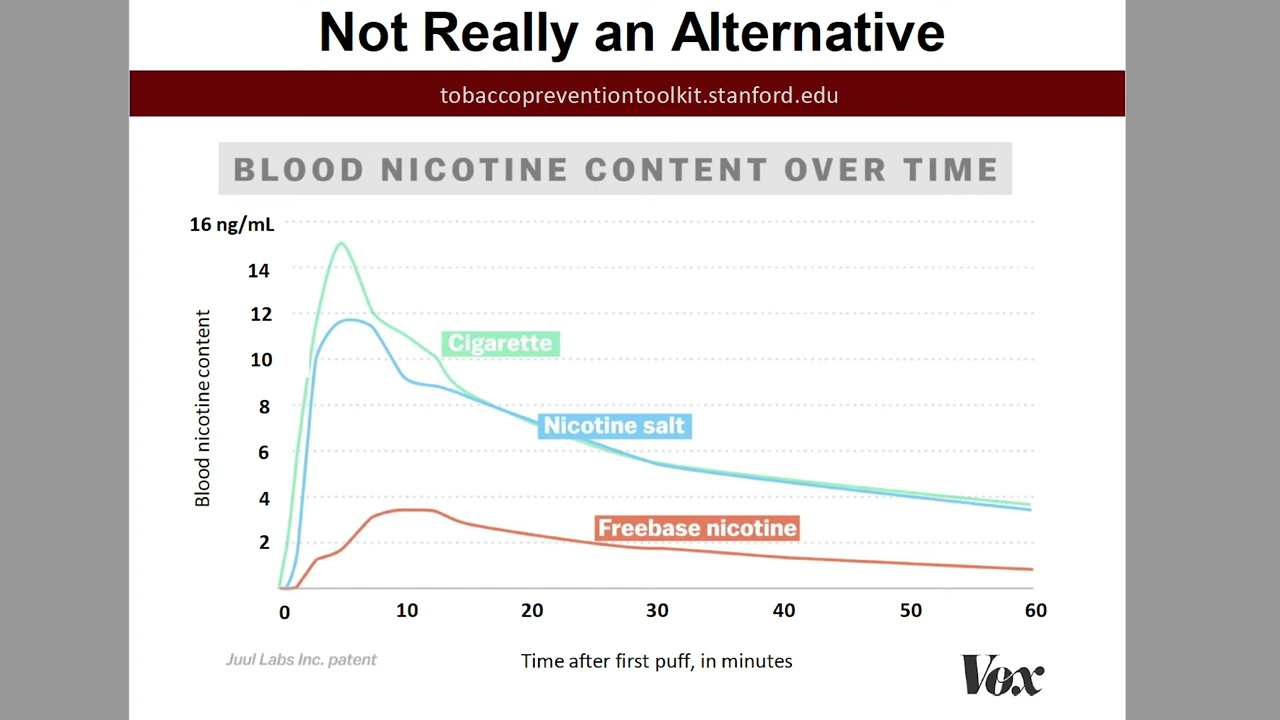 Not Really an Alternative
tobaccopreventiontoolkit.stanford.edu
BLOOD NICOTINE CONTENT OVER TIME
16 ng/mL
14
12
10
8
6
4
2
Blood nicotine content
Cigarette
Nicotine salt
Freebase nicotine
0 10 20 30 40 50 60
Juul Labs Inc. patent
Time after first puff, in minutes
Vox